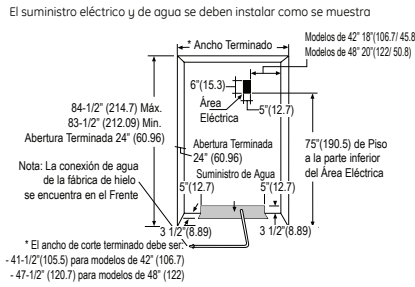 El suministro eléctrico y de agua se deben instalar como se muestra
* Ancho Terminado
Modelos de 42" 18"(106.7/ 45.8
Modelos de 48" 20"(122/ 50.8)
6"(15.3)
Área
Eléctrica
5"(12.7)
84-1/2" (214.7) Máx.
83-1/2" (212.09) Min.
Abertura Terminada 24" (60.96)
Abertura Terminada
24" (60.96)
75"(190.5) de Piso
a la parte inferior
del Área Eléctrica
Nota: La conexión de agua
de la fábrica de hielo
se encuentra en el Frente
Suministro de Agua
5"(12.7)
5"(12.7)
3 1/2"(8.89)
3 1/2"(8.89)
* El ancho de corte terminado debe ser:
- 41-1/2"(105.5) para modelos de 42" (106.7)
- 47-1/2" (120.7) para modelos de 48" (122)